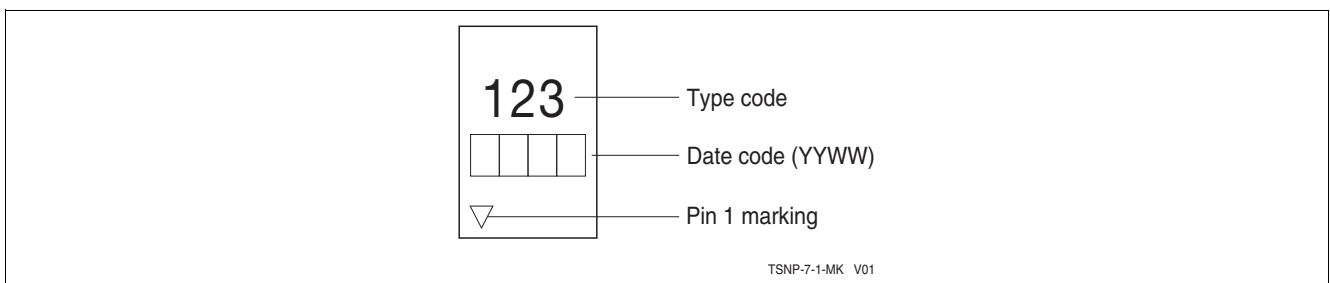 123 Type code
Date code (YYWW)
Pin 1 marking
TSNP-7-1-MK V01